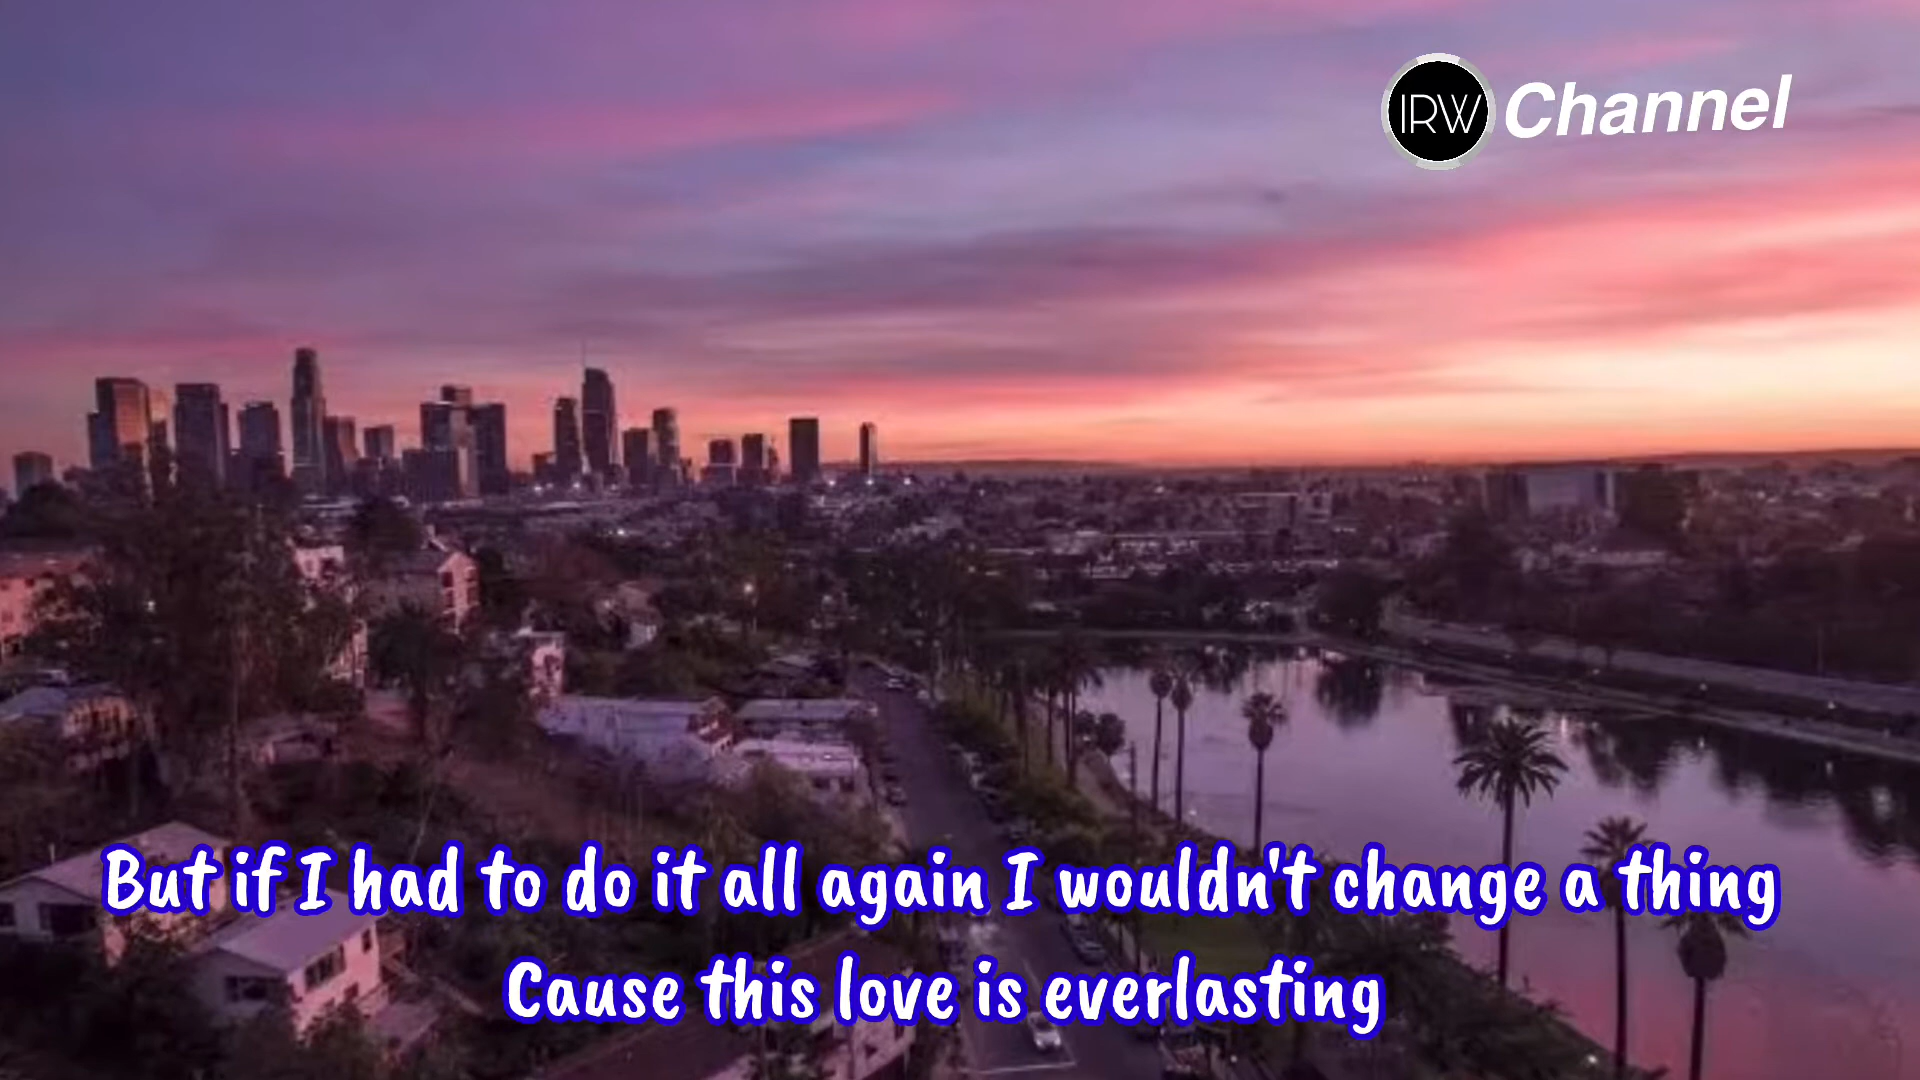 IRW Channel
But if I had to do it all again I wouldn't change a thing
Cause this love is everlasting